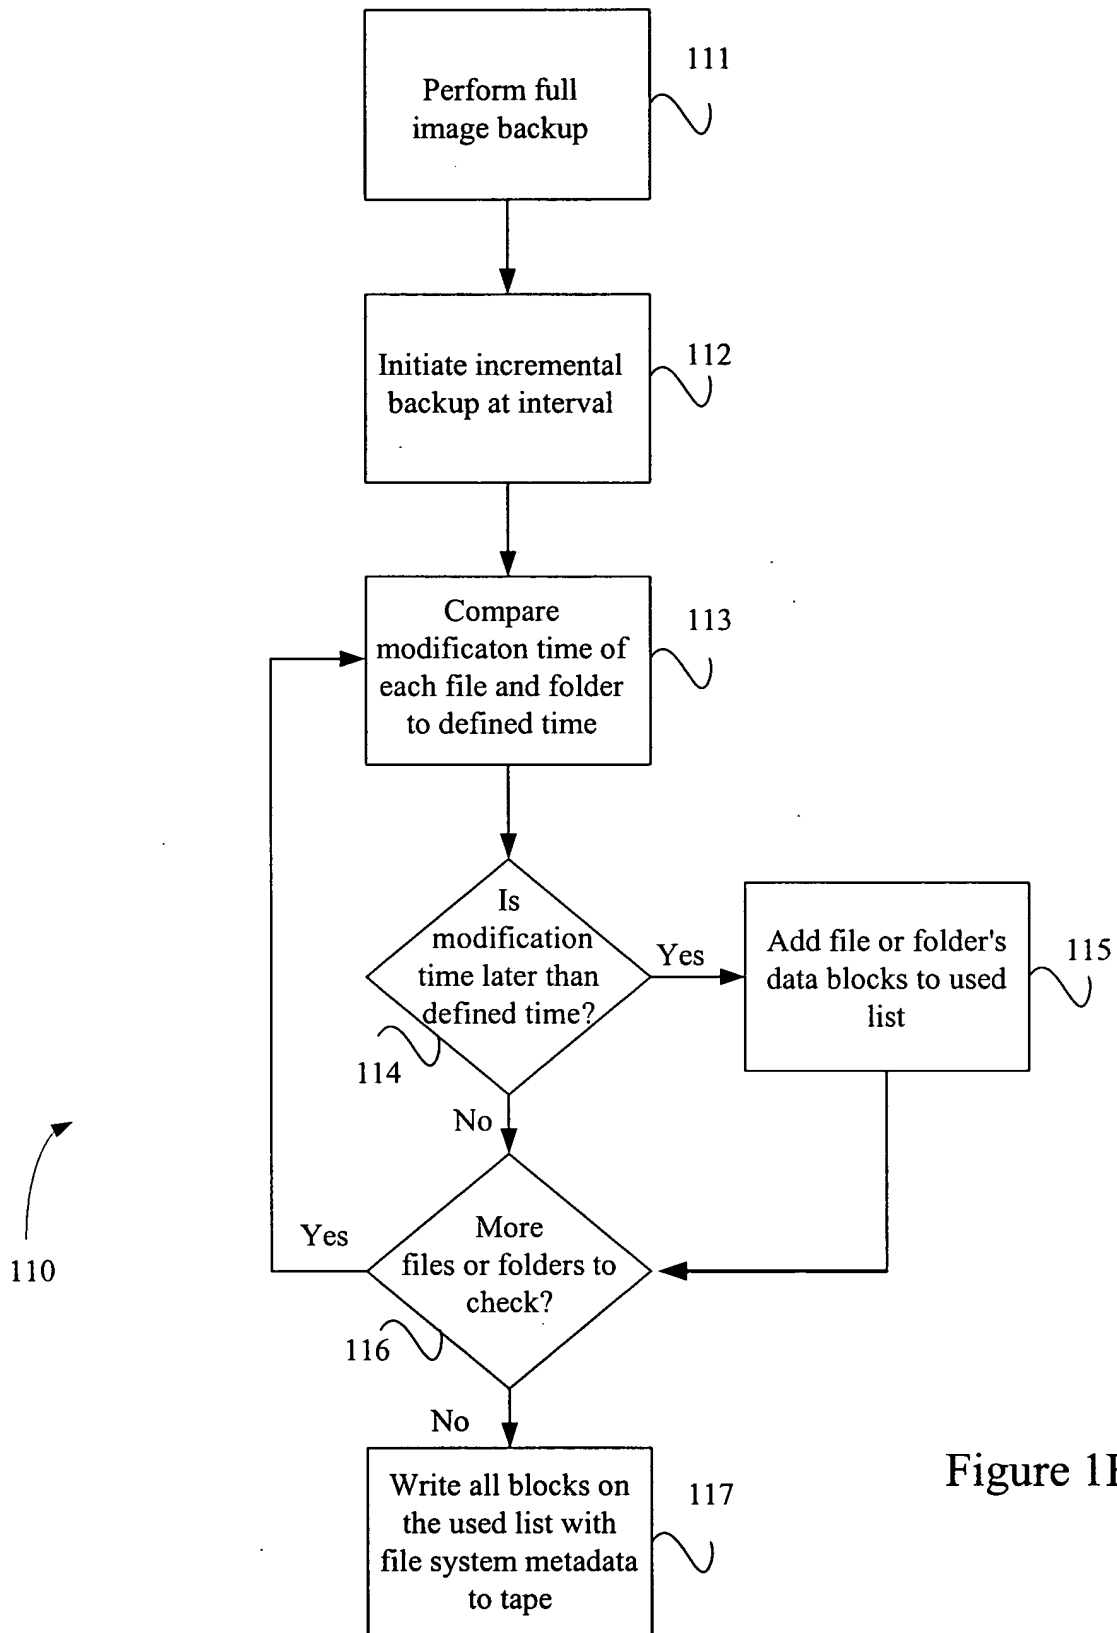 Perform full
image backup
111
Initiate incremental
backup at interval
112
Compare
modificaton time of
each file and folder
to defined time
113
Is
modification
time later than
defined time?
Yes
114
Add file or folder's
data blocks to used
list
115
No
More
files or folders to
check?
Yes
116
110
No
Write all blocks on
the used list with
file system metadata
to tape
117
Figure